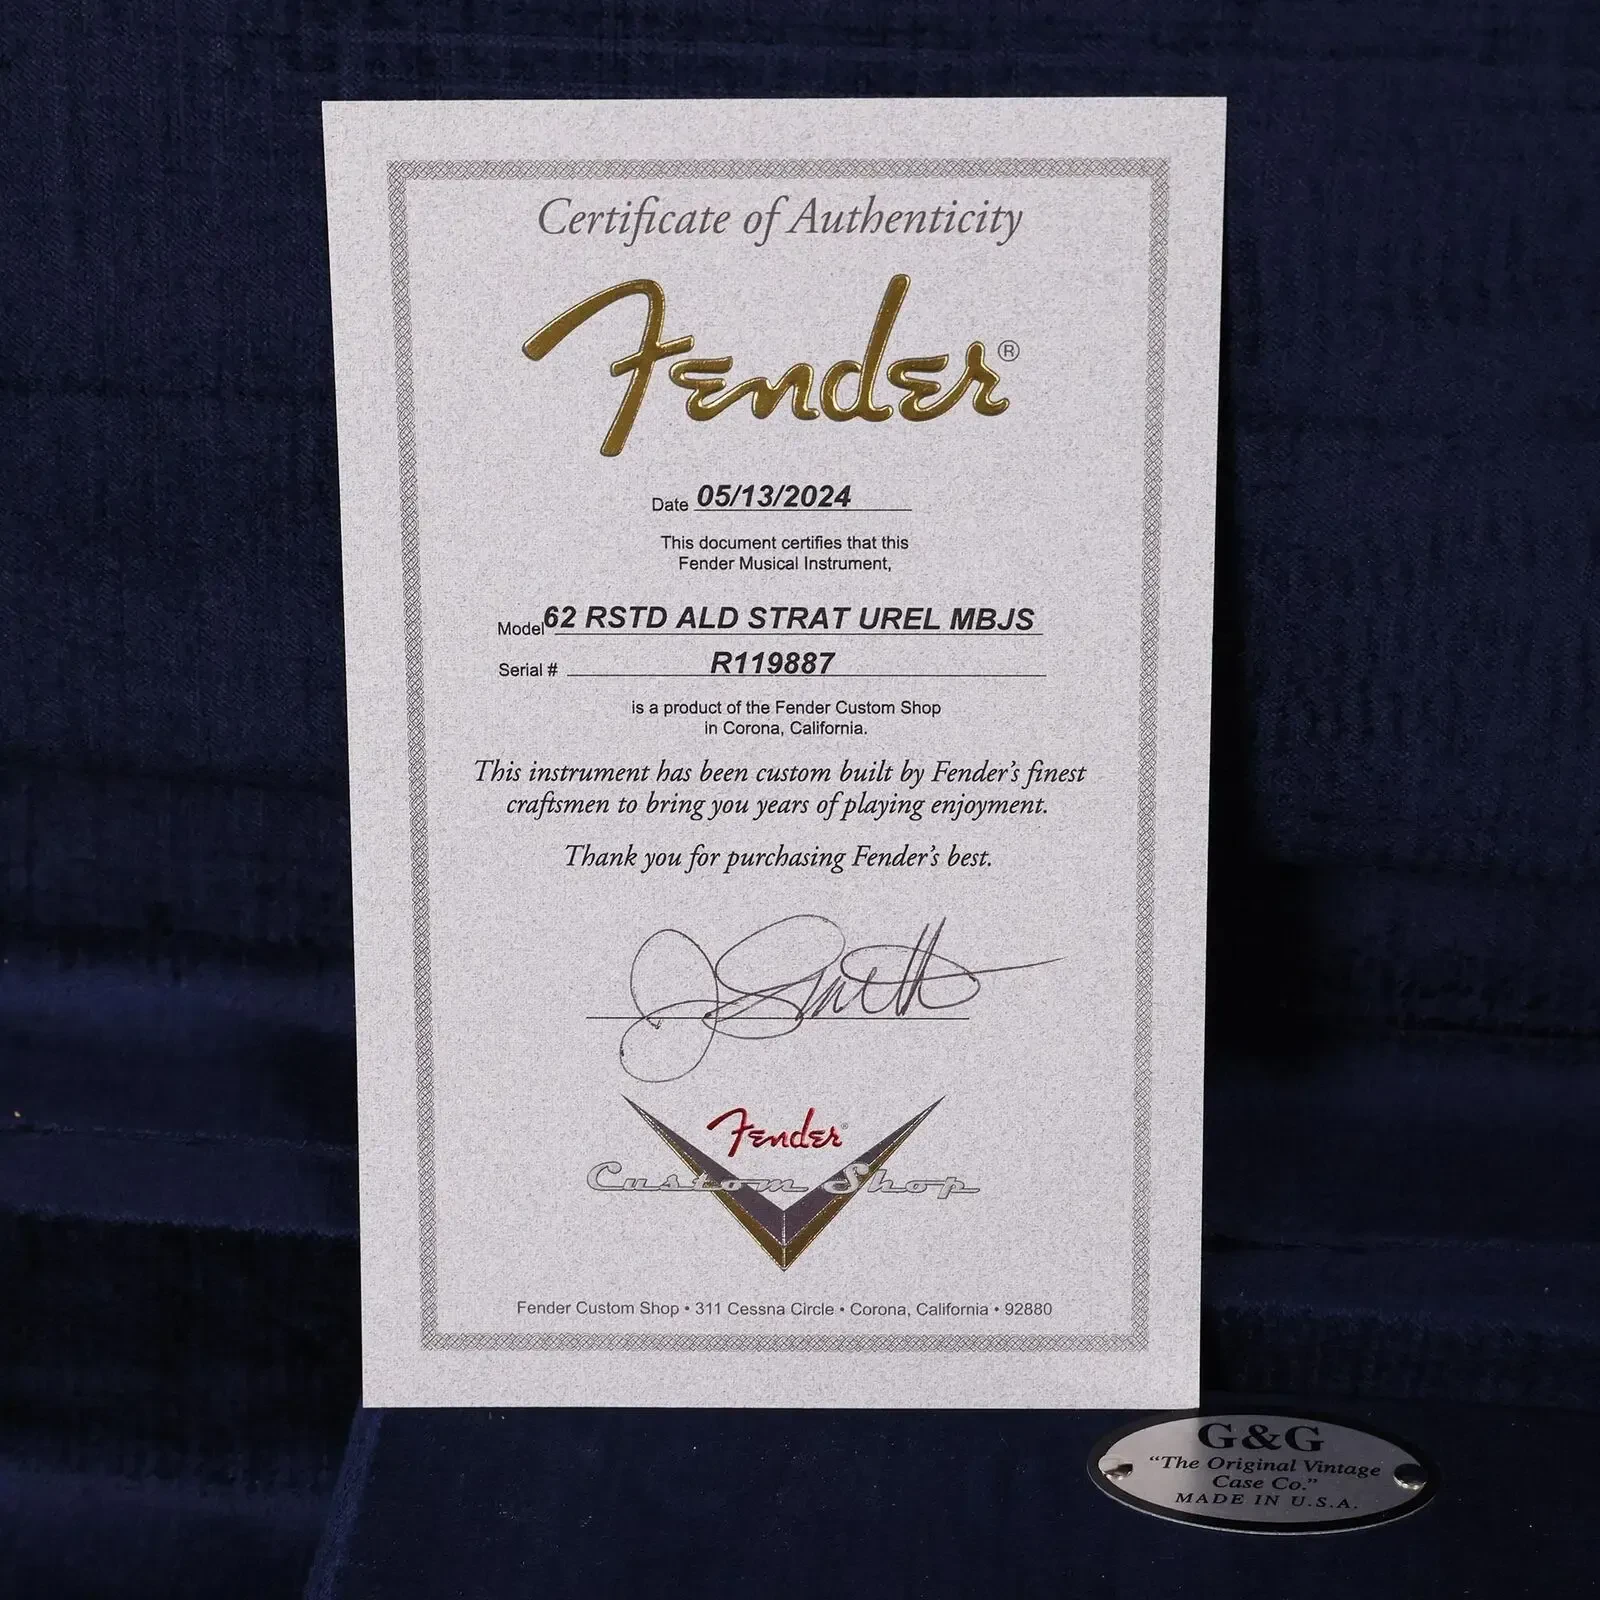 Certificate of Authenticity
Fender®
Date 05/13/2024
This document certifies that this
Fender Musical Instrument,
Model 62 RSTD ALD STRAT UREL MBJS
Serial # R119887
is a product of the Fender Custom Shop
in Corona, California.
This instrument has been custom built by Fender's finest
craftsmen to bring you years of playing enjoyment.
Thank you for purchasing Fender's best.
J Smith
Fender®
Custom Shop
Fender Custom Shop • 311 Cessna Circle • Corona, California • 92880
G&G
"The Original Vintage
Case Co."
MADE IN U.S.A.